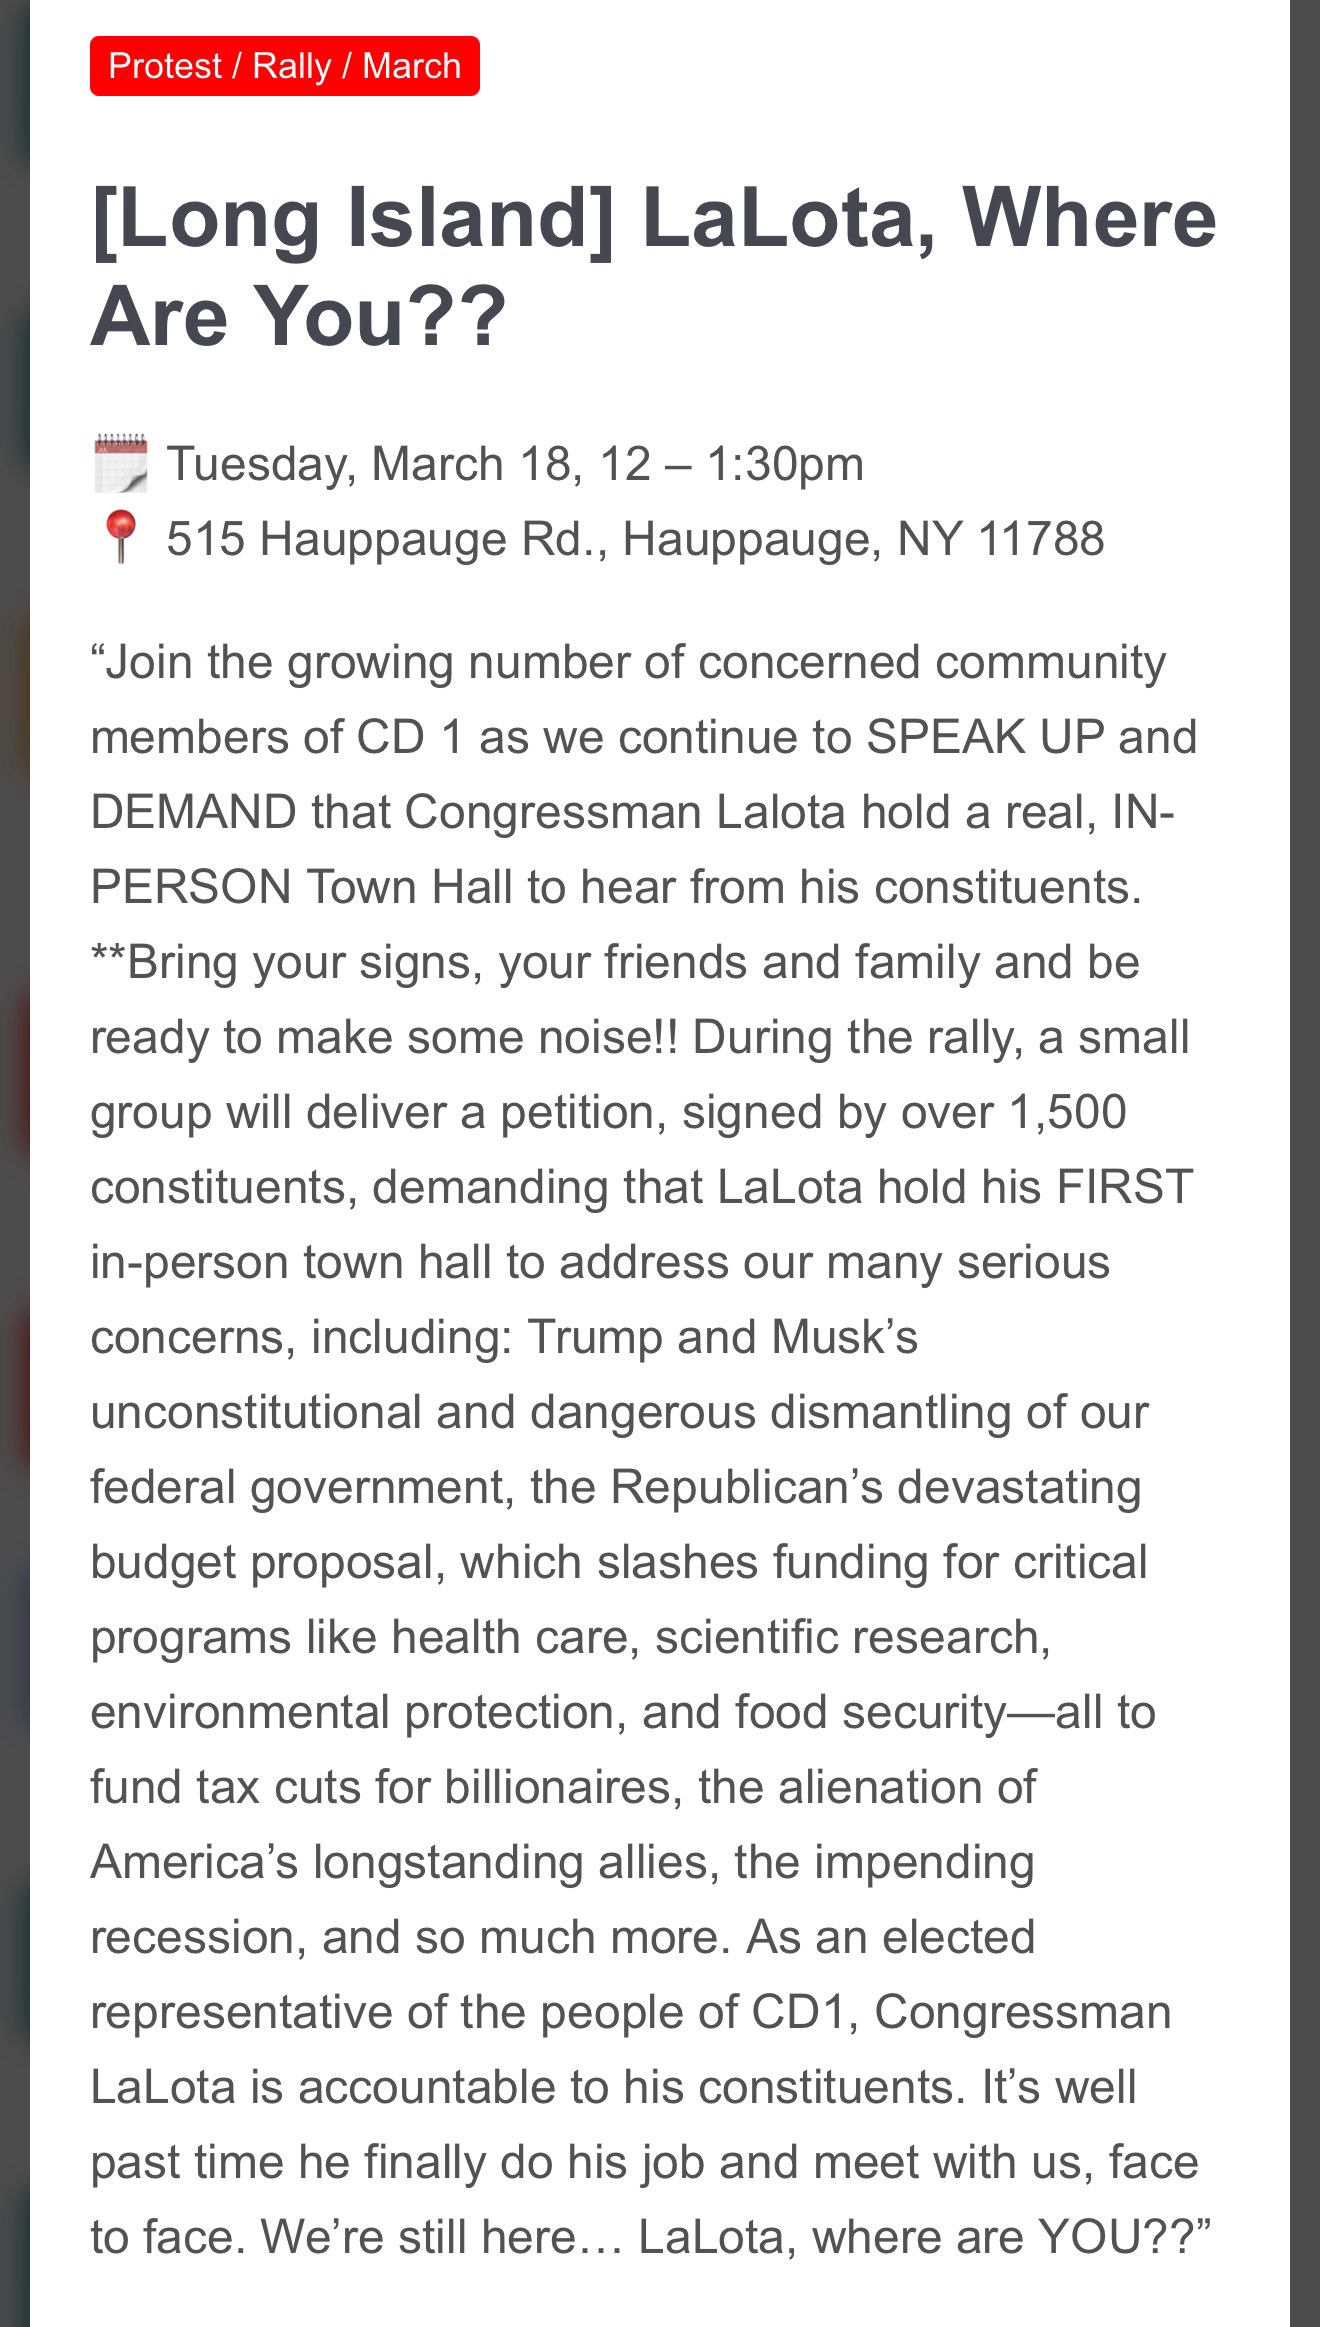 Protest / Rally / March
[Long Island] LaLota, Where
Are You??
Tuesday, March 18, 12 – 1:30pm
515 Hauppauge Rd., Hauppauge, NY 11788
“Join the growing number of concerned community
members of CD 1 as we continue to SPEAK UP and
DEMAND that Congressman Lalota hold a real, IN-
PERSON Town Hall to hear from his constituents.
**Bring your signs, your friends and family and be
ready to make some noise!! During the rally, a small
group will deliver a petition, signed by over 1,500
constituents, demanding that LaLota hold his FIRST
in-person town hall to address our many serious
concerns, including: Trump and Musk’s
unconstitutional and dangerous dismantling of our
federal government, the Republican’s devastating
budget proposal, which slashes funding for critical
programs like health care, scientific research,
environmental protection, and food security—all to
fund tax cuts for billionaires, the alienation of
America’s longstanding allies, the impending
recession, and so much more. As an elected
representative of the people of CD1, Congressman
LaLota is accountable to his constituents. It’s well
past time he finally do his job and meet with us, face
to face. We’re still here… LaLota, where are YOU??”